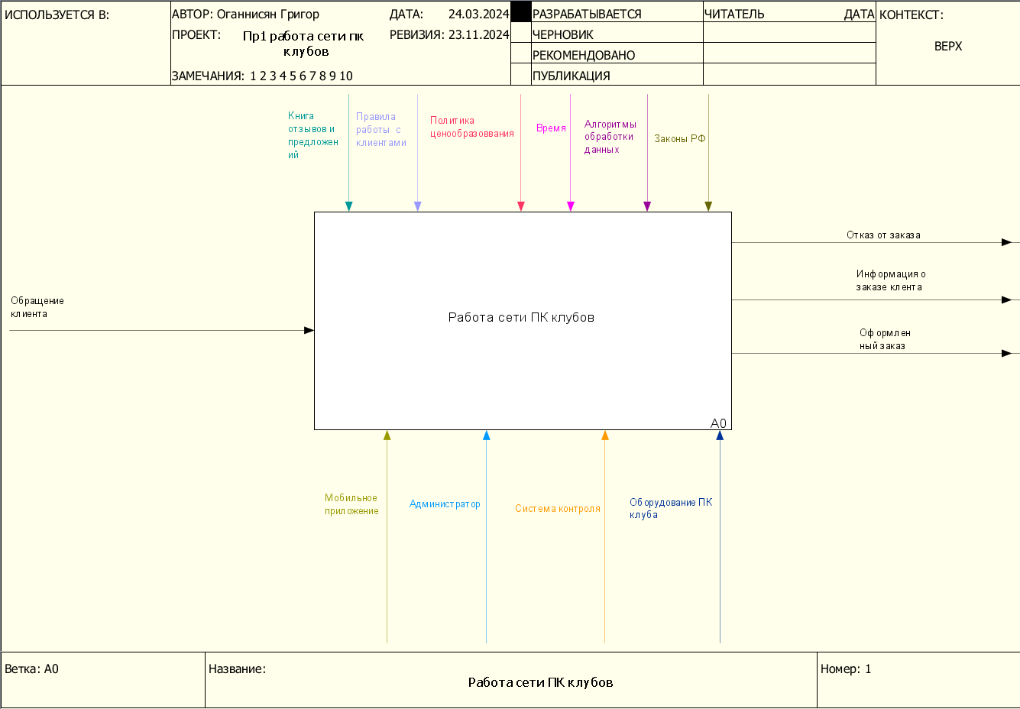 ИСПОЛЬЗУЕТСЯ В:
АВТОР: Оганнисян Григор
ДАТА: 24.03.2024
РАЗРАБАТЫВАЕТСЯ
ЧИТАТЕЛЬ
ДАТА
КОНТЕКСТ:
ПРОЕКТ: Пр1 работа сети пк
клубов
РЕВИЗИЯ: 23.11.2024
ЧЕРНОВИК
РЕКОМЕНДОВАНО
ВЕРХ
ЗАМЕЧАНИЯ: 1 2 3 4 5 6 7 8 9 10
ПУБЛИКАЦИЯ
Книга
отзывов и
предложен
ий
Правила
работы с
клиентами
Политика
ценообразоввания
Время
Алгоритмы
обработки
данных
Законы РФ
Отказ от заказа
Информация о
заказе клента
Оформлен
ный заказ
Обращение
клиента
Работа сети ПК клубов
A0
Мобильное
приложение
Администратор
Система контроля
Оборудование ПК
клуба
Ветка: A0
Название:
Работа сети ПК клубов
Номер: 1